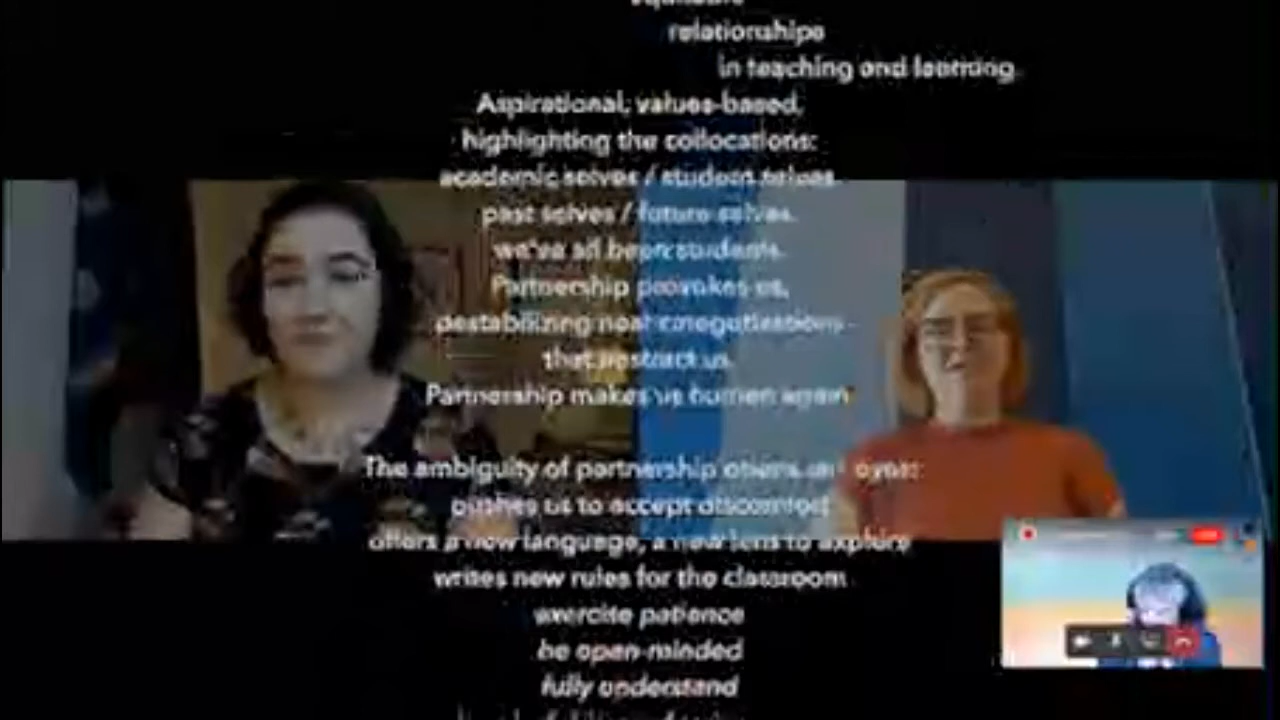 relationships
in teaching and learning.
Aspirational, values-based,
highlighting the collocations:
academic selves / student selves
past selves / future selves.
we've all been students.
Partnership provokes us,
destabilizing neat
that us.
Partnership makes us human again
The ambiguity of partnership our eyes:
pushes us to accept discomfort
offers a new language, a new lens to explore
writes new rules for the classroom
exercise patience
be open-minded
fully understand